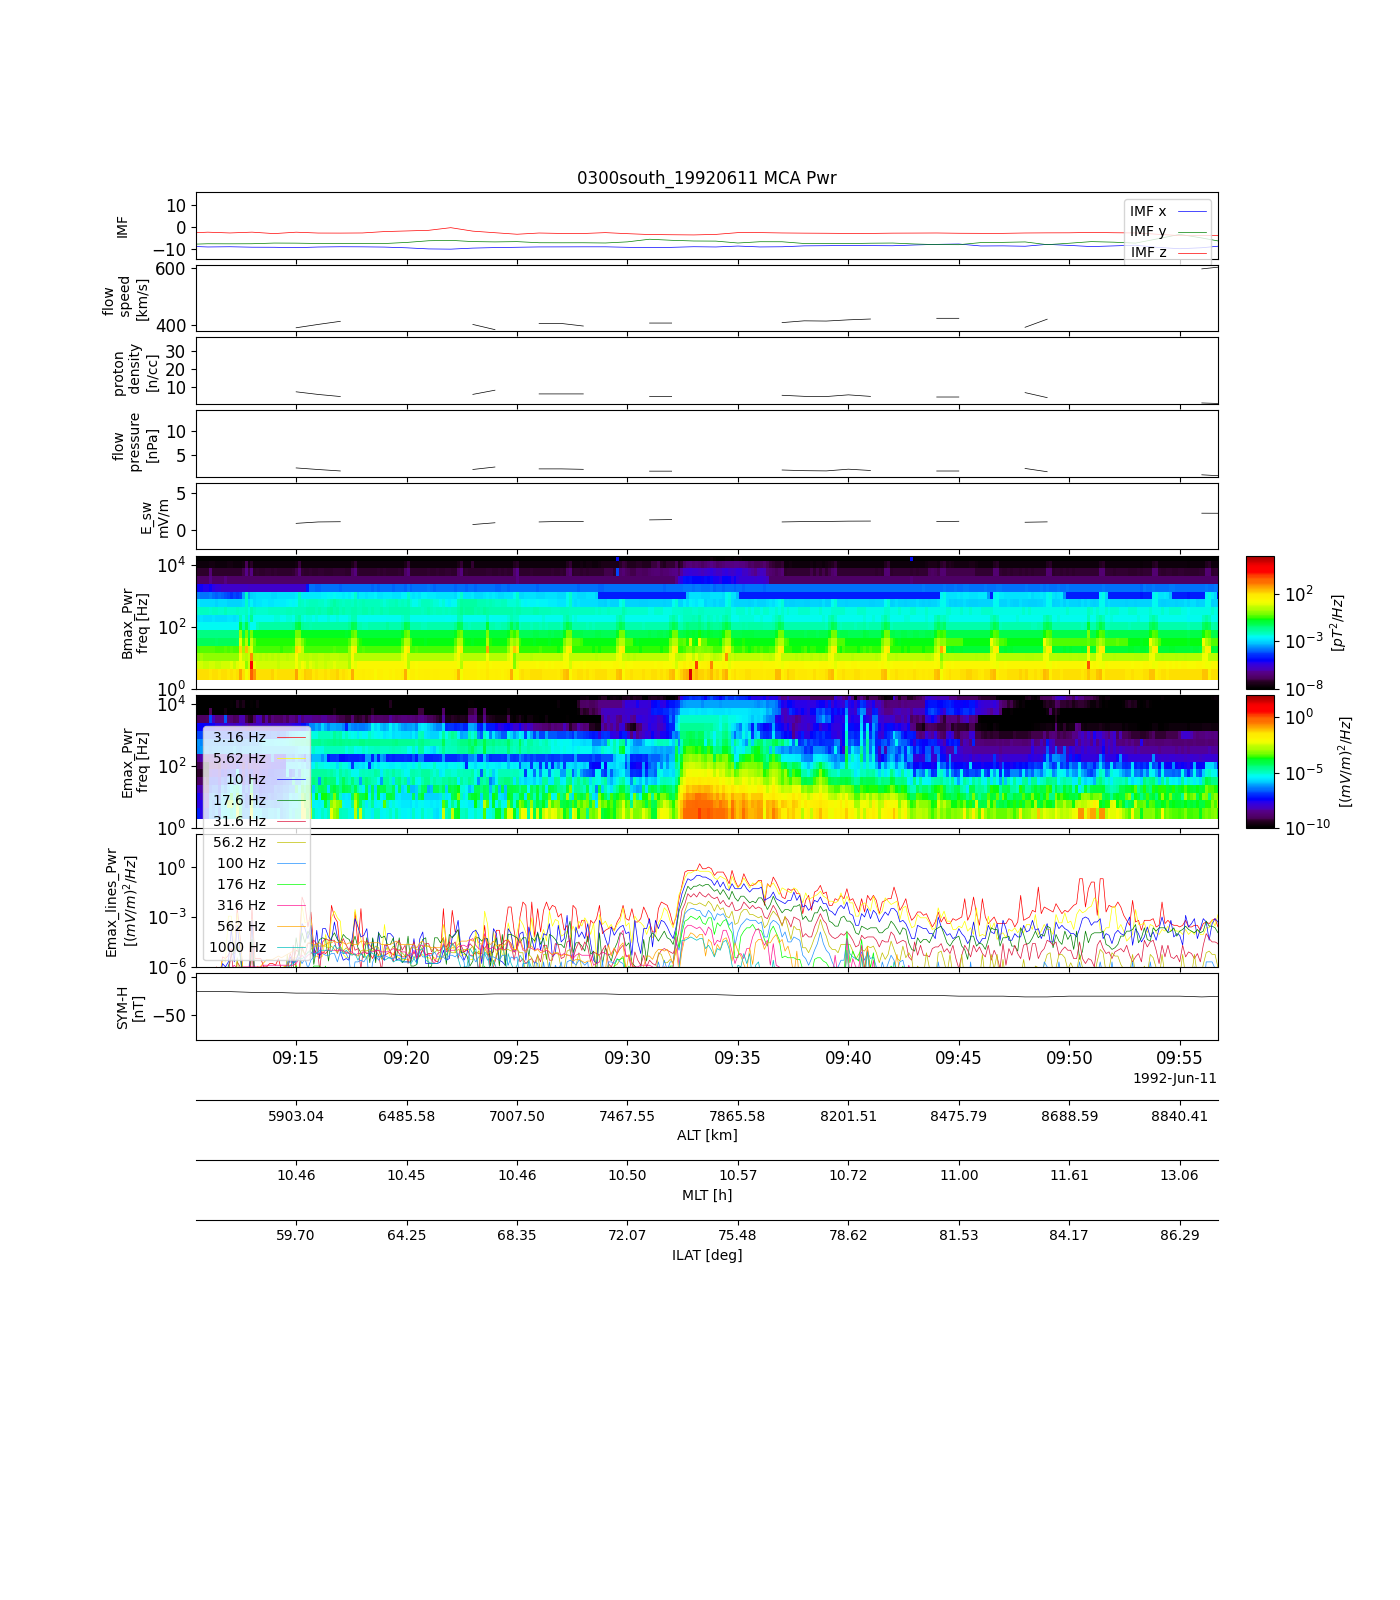 0300south_19920611 MCA Pwr
10
0
−10
IMF
IMF x
IMF y
IMF z
600
400
flow
speed
[km/s]
30
20
10
proton
density
[n/cc]
10
5
flow
pressure
[nPa]
5
0
E_sw
mV/m
10^4
10^2
10^0
Bmax_Pwr
freq [Hz]
10^2
10^−3
10^−8
[pT^2/Hz]
10^4
10^2
10^0
Emax_Pwr
freq [Hz]
10^0
10^−5
10^−10
[(mV/m)^2/Hz]
3.16 Hz
5.62 Hz
10 Hz
17.6 Hz
31.6 Hz
56.2 Hz
100 Hz
176 Hz
316 Hz
562 Hz
1000 Hz
10^0
10^−3
10^−6
Emax_lines_Pwr
[(mV/m)^2/Hz]
0
−50
SYM-H
[nT]
09:15 09:20 09:25 09:30 09:35 09:40 09:45 09:50 09:55
1992-Jun-11
5903.04 6485.58 7007.50 7467.55 7865.58 8201.51 8475.79 8688.59 8840.41
ALT [km]
10.46 10.45 10.46 10.50 10.57 10.72 11.00 11.61 13.06
MLT [h]
59.70 64.25 68.35 72.07 75.48 78.62 81.53 84.17 86.29
ILAT [deg]